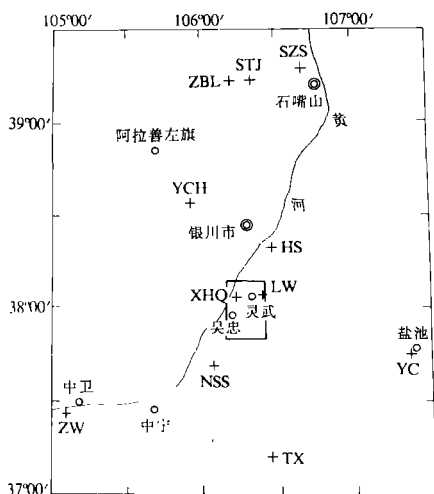 105°00′
106°00′
107°00′
SZS
STJ
ZBL
石嘴山
39°00′
黄
阿拉善左旗
YCH
河
银川市
HS
38°00′
XHQ
LW
灵武
吴忠
盐池
YC
NSS
中卫
ZW
中宁
TX
37°00′